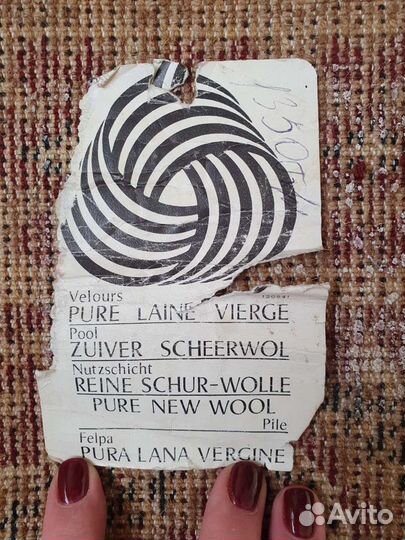 Velours
PURE LAINE VIERGE
Pool
ZUIVER SCHEERWOL
Nutzschicht
REINE SCHUR-WOLLE
PURE NEW WOOL
Pile
Felpa
PURA LANA VERGINE
Avito